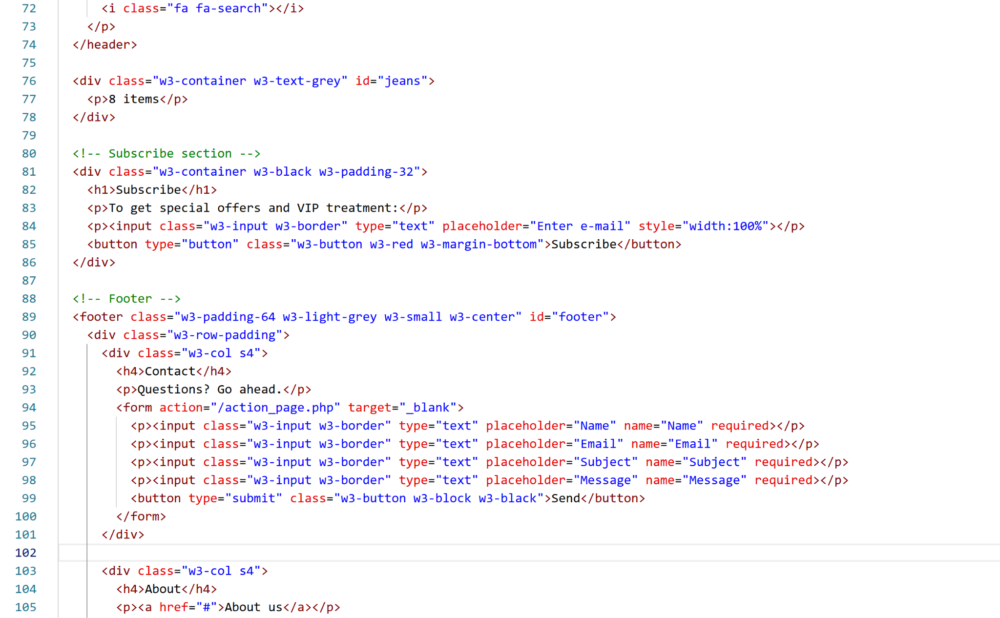 72 <i class="fa fa-search"></i>
73 </p>
74 </header>
75
76 <div class="w3-container w3-text-grey" id="jeans">
77 <p>8 items</p>
78 </div>
79
80 <!-- Subscribe section -->
81 <div class="w3-container w3-black w3-padding-32">
82 <h1>Subscribe</h1>
83 <p>To get special offers and VIP treatment:</p>
84 <p><input class="w3-input w3-border" type="text" placeholder="Enter e-mail" style="width:100%"></p>
85 <button type="button" class="w3-button w3-red w3-margin-bottom">Subscribe</button>
86 </div>
87
88 <!-- Footer -->
89 <footer class="w3-padding-64 w3-light-grey w3-small w3-center" id="footer">
90 <div class="w3-row-padding">
91 <div class="w3-col s4">
92 <h4>Contact</h4>
93 <p>Questions? Go ahead.</p>
94 <form action="/action_page.php" target="_blank">
95 <p><input class="w3-input w3-border" type="text" placeholder="Name" name="Name" required></p>
96 <p><input class="w3-input w3-border" type="text" placeholder="Email" name="Email" required></p>
97 <p><input class="w3-input w3-border" type="text" placeholder="Subject" name="Subject" required></p>
98 <p><input class="w3-input w3-border" type="text" placeholder="Message" name="Message" required></p>
99 <button type="submit" class="w3-button w3-block w3-black">Send</button>
100 </form>
101 </div>
102
103 <div class="w3-col s4">
104 <h4>About</h4>
105 <p><a href="#">About us</a></p>